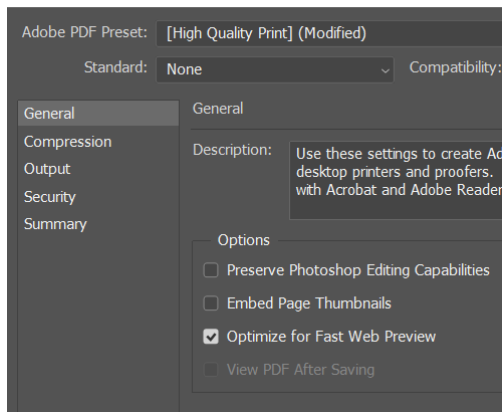 Adobe PDF Preset: [High Quality Print] (Modified)
Standard: None Compatibility:
General
Compression
Output
Security
Summary
General
Description: Use these settings to create Ad
desktop printers and proofers.
with Acrobat and Adobe Reader
Options
Preserve Photoshop Editing Capabilities
Embed Page Thumbnails
Optimize for Fast Web Preview
View PDF After Saving